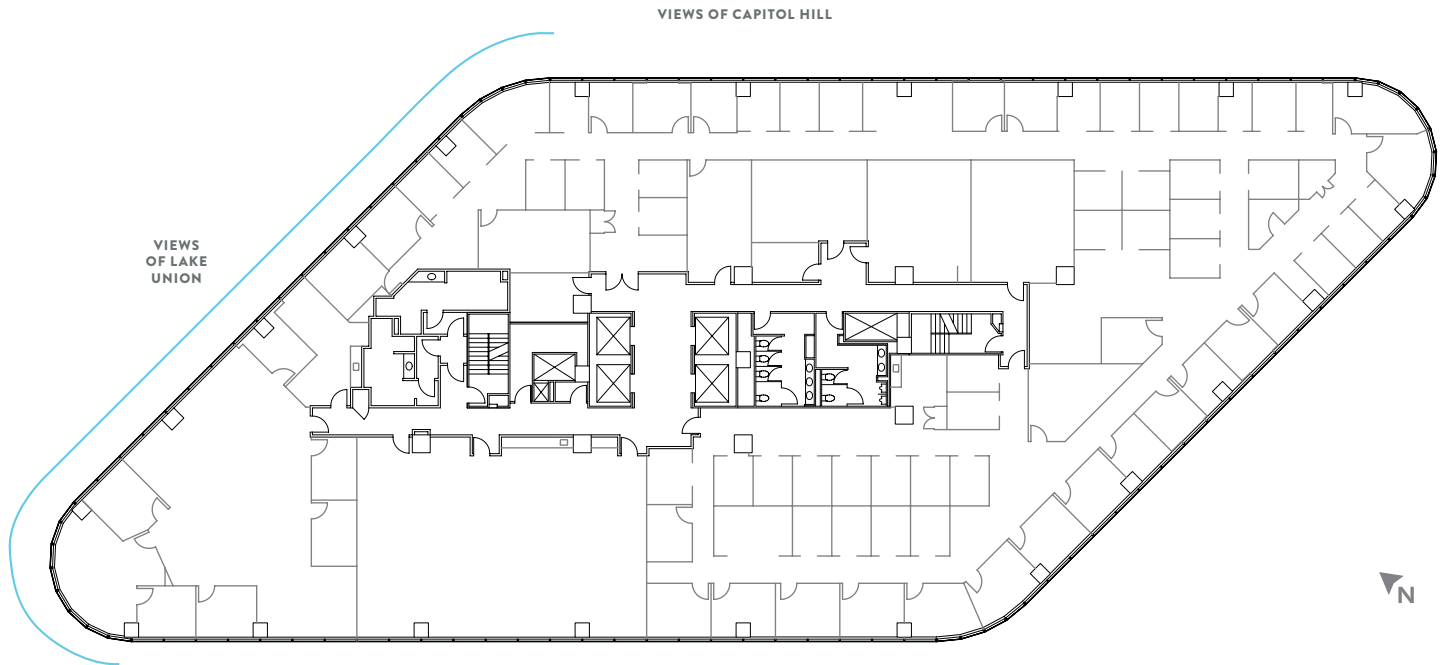 VIEWS OF CAPITOL HILL
VIEWS
OF LAKE
UNION
N